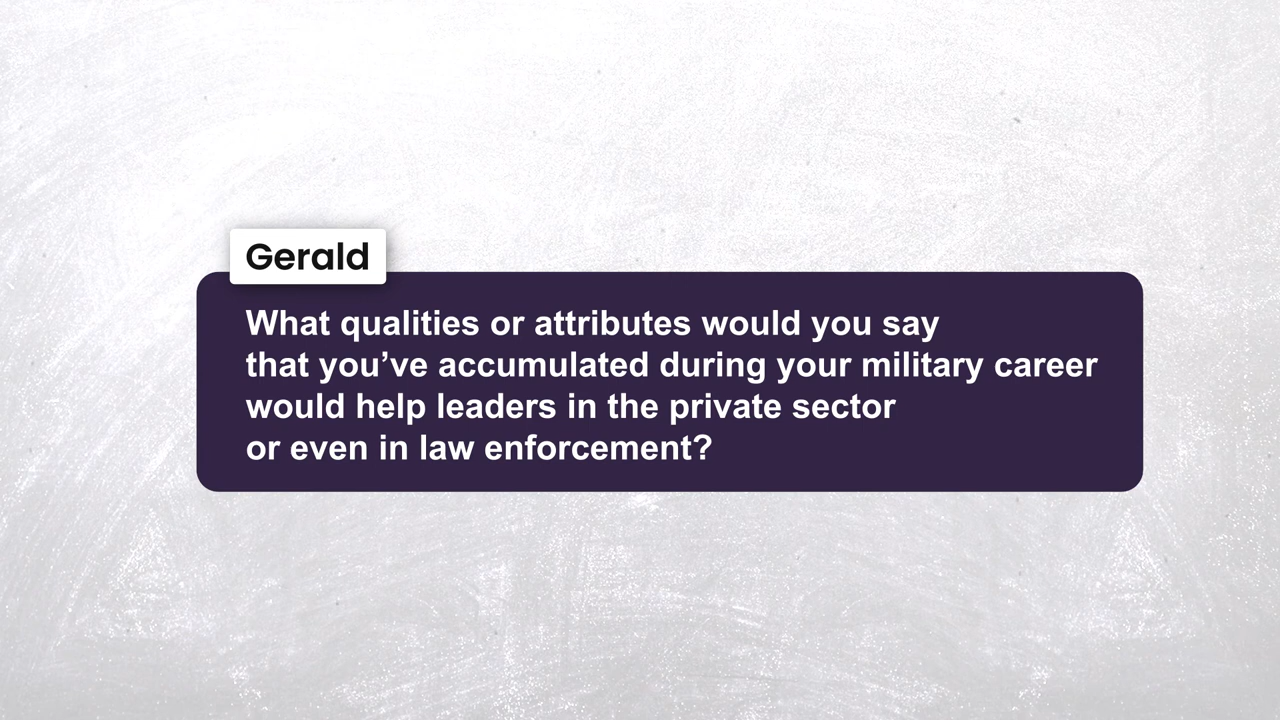 Gerald
What qualities or attributes would you say
that you’ve accumulated during your military career
would help leaders in the private sector
or even in law enforcement?